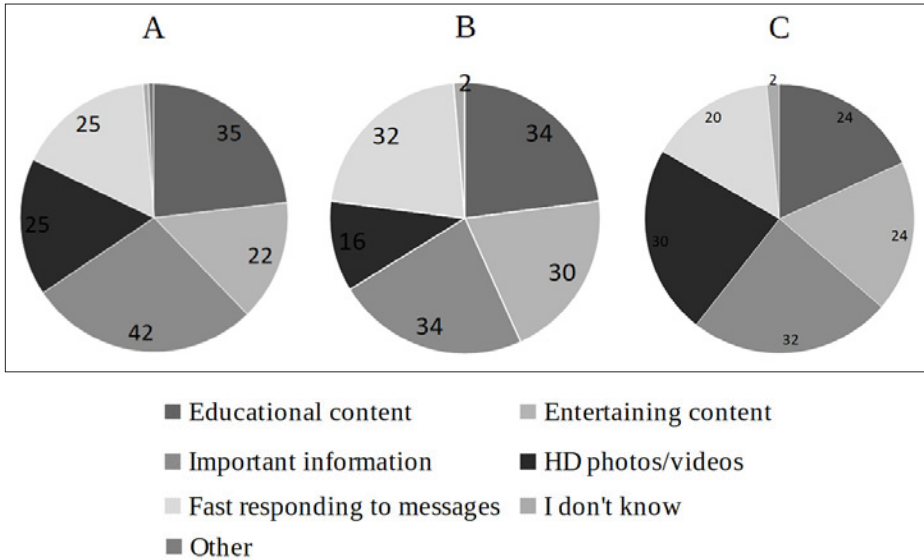 A B C
2 2
25 35 32 34 20 24
25 22 16 30 30 24
42 34 32
Educational content Entertaining content
Important information HD photos/videos
Fast responding to messages I don't know
Other